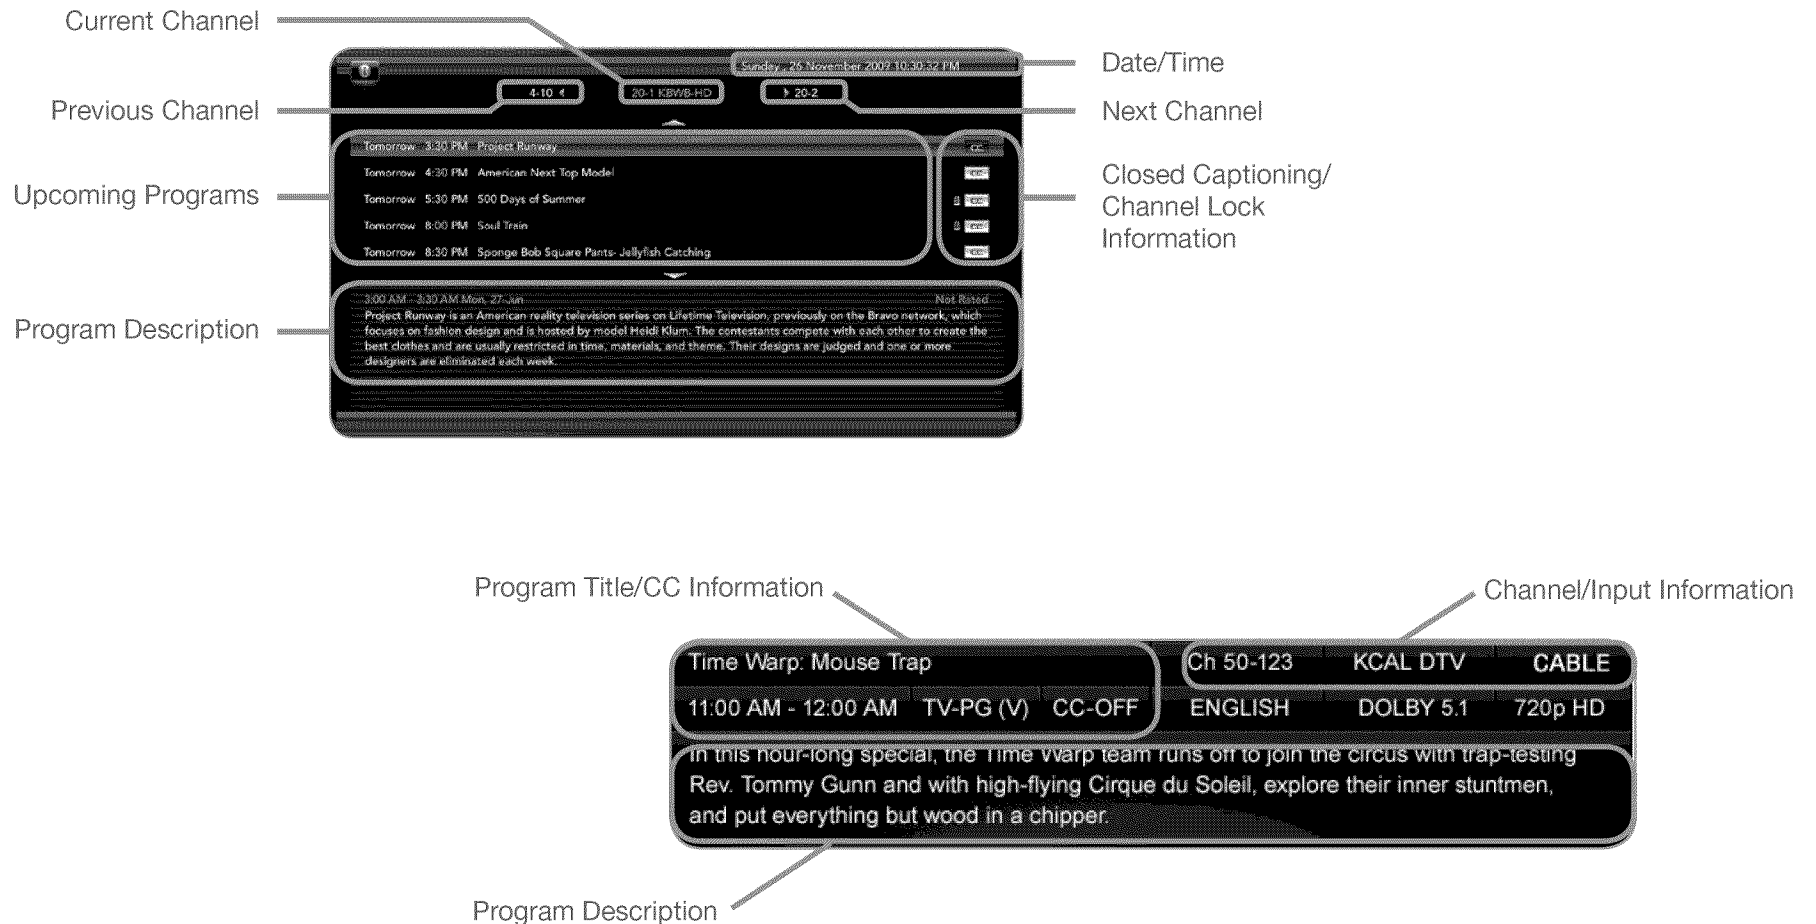 Current Channel
Date/Time
Sunday , 26 November 2009 10:30:32 PM
Previous Channel
4-10
20-1 KBWB-HD
20-2
Next Channel
Upcoming Programs
Tomorrow 3:30 PM Project Runway CC
Tomorrow 4:30 PM American Next Top Model CC
Tomorrow 5:30 PM 500 Days of Summer CC
Tomorrow 8:00 PM Soul Train CC
Tomorrow 8:30 PM Sponge Bob Square Pants- Jellyfish Catching CC
Closed Captioning/
Channel Lock
Information
Program Description
3:00 AM - 3:30 AM Mon, 27-Jun Not Rated
Project Runway is an American reality television series on Lifetime Television, previously on the Bravo network, which
focuses on fashion design and is hosted by model Heidi Klum. The contestants compete with each other to create the
best clothes and are usually restricted in time, materials, and theme. Their designs are judged and one or more
designers are eliminated each week.
Program Title/CC Information
Channel/Input Information
Time Warp: Mouse Trap Ch 50-123 KCAL DTV CABLE
11:00 AM - 12:00 AM TV-PG (V) CC-OFF ENGLISH DOLBY 5.1 720p HD
In this hour-long special, the Time Warp team runs off to join the circus with trap-testing
Rev. Tommy Gunn and with high-flying Cirque du Soleil, explore their inner stuntmen,
and put everything but wood in a chipper.
Program Description